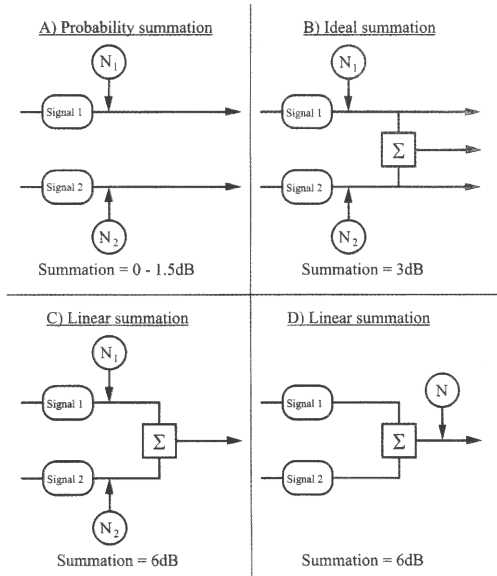 A) Probability summation
N1
Signal 1
Signal 2
N2
Summation = 0 - 1.5dB
B) Ideal summation
N1
Signal 1
Σ
Signal 2
N2
Summation = 3dB
C) Linear summation
N1
Signal 1
Σ
Signal 2
N2
Summation = 6dB
D) Linear summation
Signal 1
N
Σ
Signal 2
Summation = 6dB